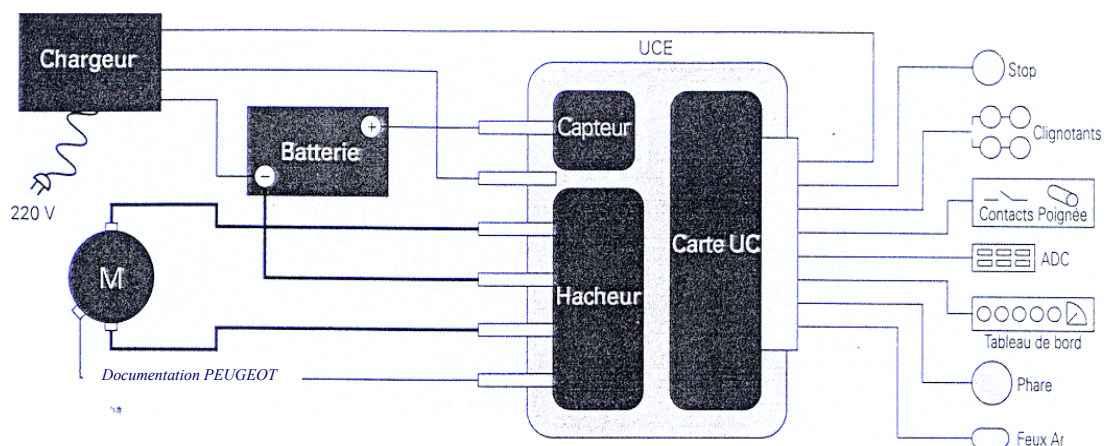 Chargeur
UCE
Stop
Capteur
Clignotants
+
Batterie
-
220 V
Contacts Poignée
Carte UC
ADC
M
Hacheur
Tableau de bord
Documentation PEUGEOT
Phare
Feux Ar